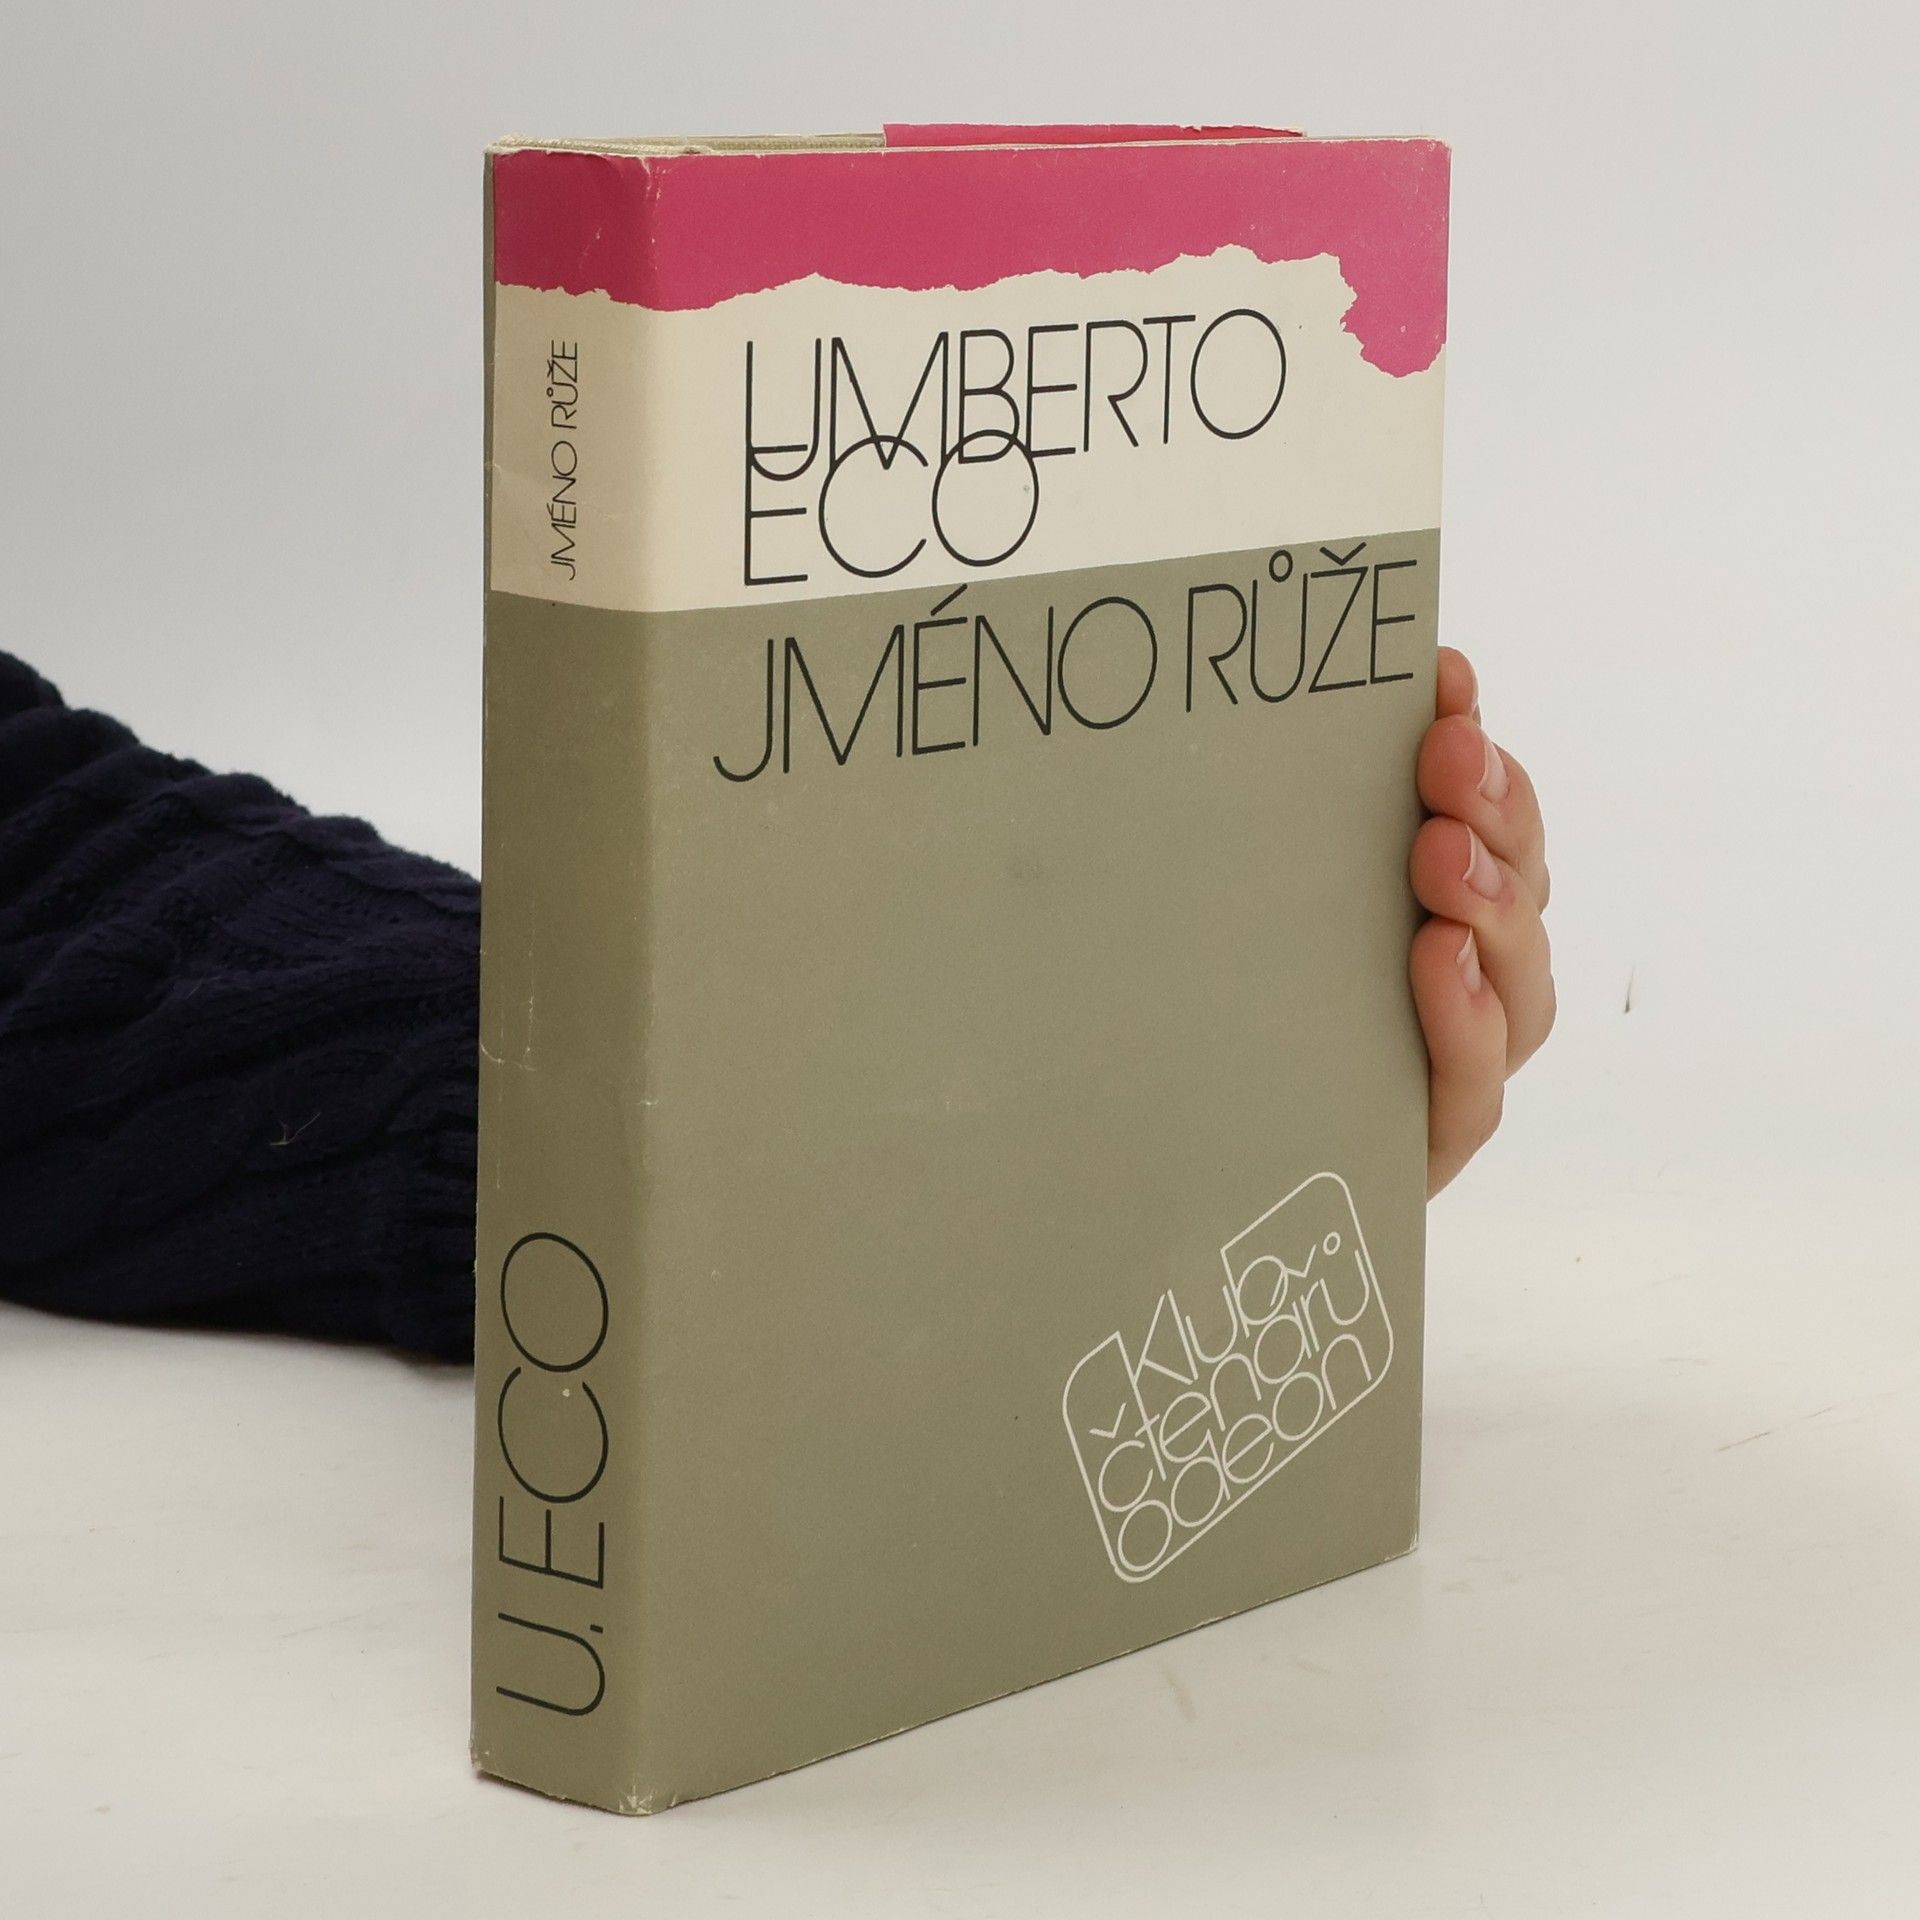 JMÉNO RŮŽE
U. ECO
UMBERTO
ECO
JMÉNO RŮŽE
Klub
čtenářů
odeon